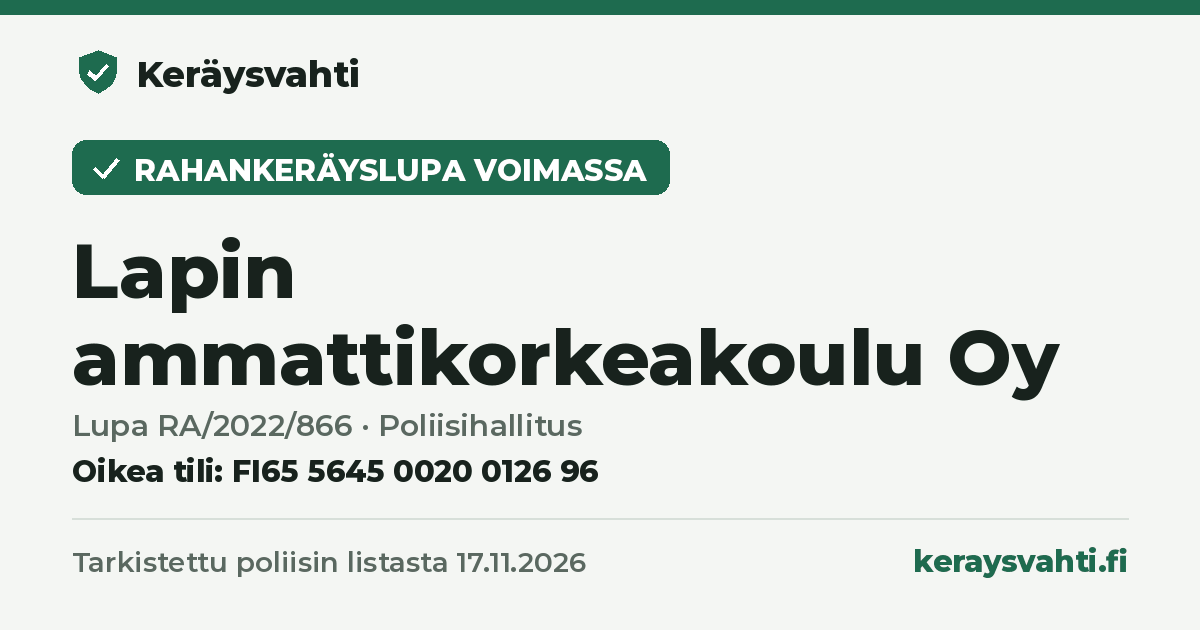 Keräysvahti
RAHANKERÄYSLUPA VOIMASSA
Lapin
ammattikorkeakoulu Oy
Lupa RA/2022/866 · Poliisihallitus
Oikea tili: FI65 5645 0020 0126 96
Tarkistettu poliisin listasta 17.11.2026
keraysvahti.fi